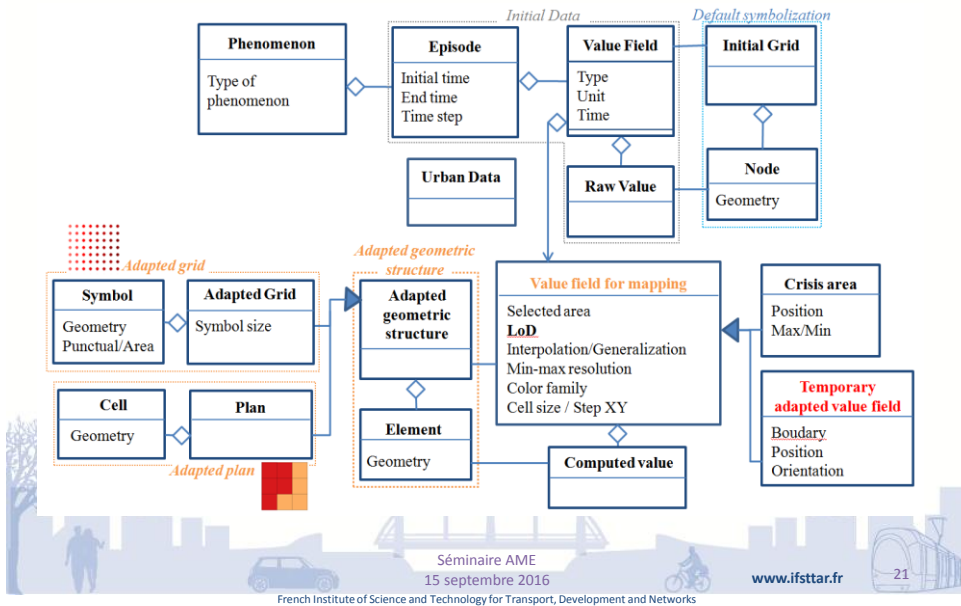 Initial Data
Default symbolization
Phenomenon
Type of
phenomenon
Episode
Initial time
End time
Time step
Value Field
Type
Unit
Time
Initial Grid
Urban Data
Raw Value
Node
Geometry
Adapted grid
Symbol
Geometry
Punctual/Area
Adapted Grid
Symbol size
Adapted geometric
structure
Adapted
geometric
structure
Value field for mapping
Selected area
LoD
Interpolation/Generalization
Min-max resolution
Color family
Cell size / Step XY
Crisis area
Position
Max/Min
Cell
Geometry
Plan
Adapted plan
Element
Geometry
Computed value
Temporary
adapted value field
Boudary
Position
Orientation
Séminaire AME
15 septembre 2016
www.ifsttar.fr
21
French Institute of Science and Technology for Transport, Development and Networks